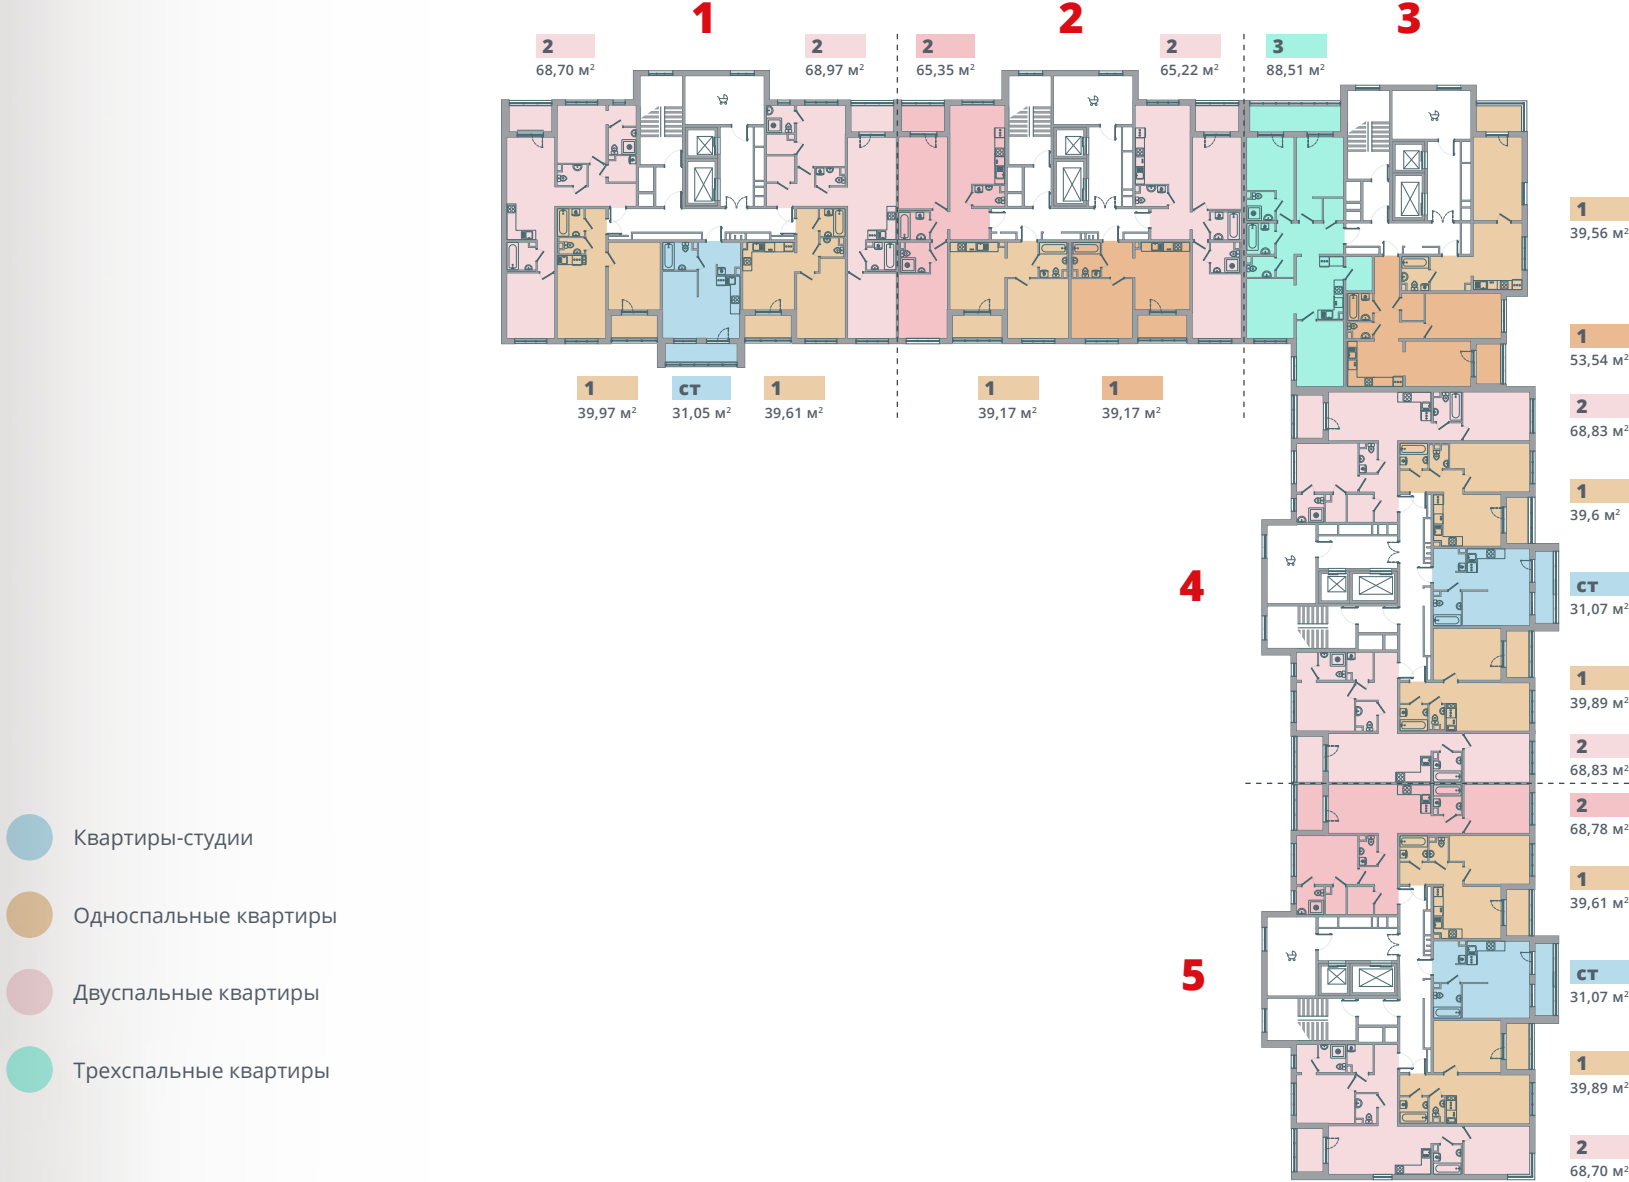 1
2
3
2
68,70 м²
2
68,97 м²
2
65,35 м²
2
65,22 м²
3
88,51 м²
1
39,97 м²
ст
31,05 м²
1
39,61 м²
1
39,17 м²
1
39,17 м²
1
39,56 м²
1
53,54 м²
2
68,83 м²
1
39,6 м²
4
ст
31,07 м²
1
39,89 м²
2
68,83 м²
2
68,78 м²
1
39,61 м²
5
ст
31,07 м²
1
39,89 м²
2
68,70 м²
Квартиры-студии
Односпальные квартиры
Двуспальные квартиры
Трехспальные квартиры